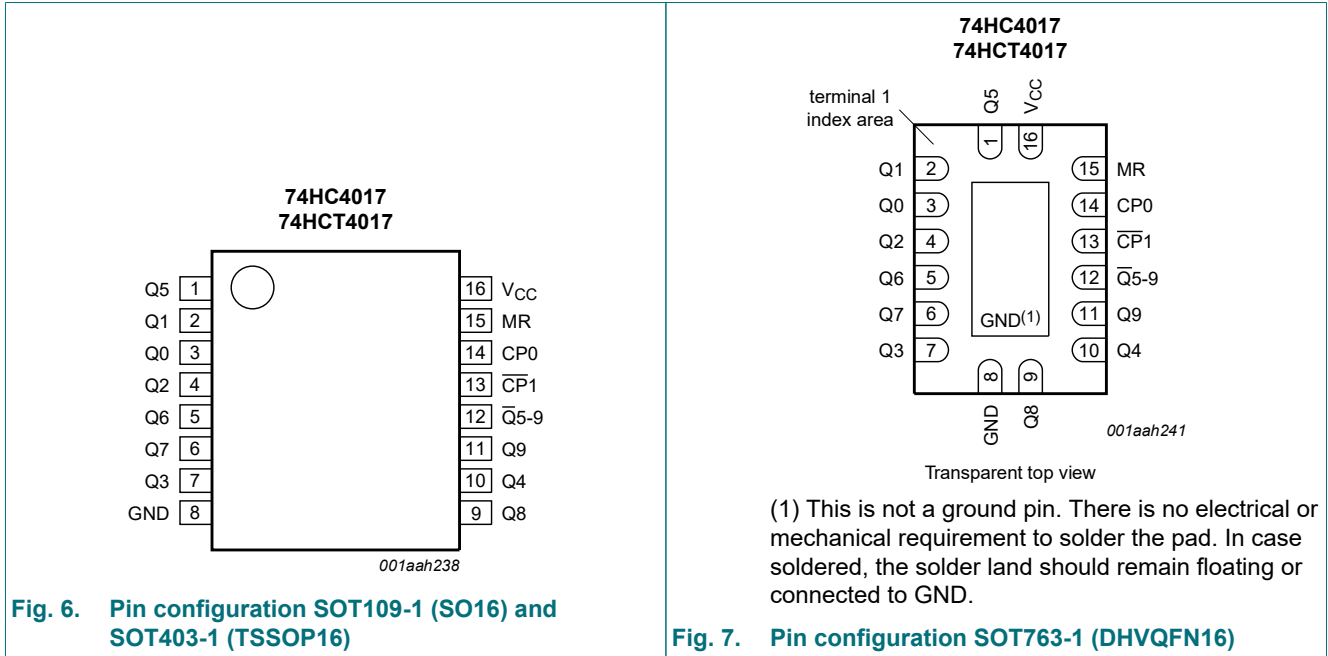 74HC4017
74HCT4017
Q5 1
Q1 2
Q0 3
Q2 4
Q6 5
Q7 6
Q3 7
GND 8
16 VCC
15 MR
14 CP0
13 C̅P̅1
12 Q̅5-9
11 Q9
10 Q4
9 Q8
001aah238
Fig. 6. Pin configuration SOT109-1 (SO16) and
SOT403-1 (TSSOP16)
74HC4017
74HCT4017
terminal 1
index area
Q5
VCC
1
16
Q1 2
Q0 3
Q2 4
Q6 5
Q7 6
Q3 7
15 MR
14 CP0
13 C̅P̅1
12 Q̅5-9
11 Q9
10 Q4
GND(1)
8
9
GND
Q8
001aah241
Transparent top view
(1) This is not a ground pin. There is no electrical or
mechanical requirement to solder the pad. In case
soldered, the solder land should remain floating or
connected to GND.
Fig. 7. Pin configuration SOT763-1 (DHVQFN16)